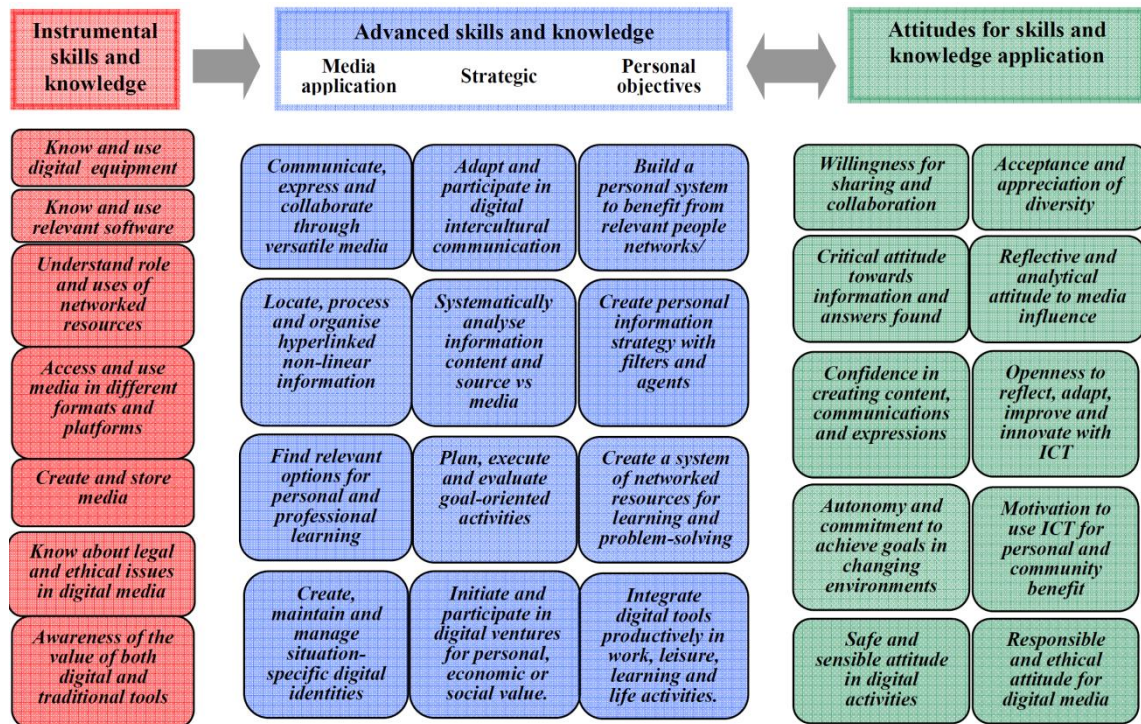 Instrumental
skills and
knowledge
Advanced skills and knowledge
Media
application
Strategic
Personal
objectives
Attitudes for skills and
knowledge application
Know and use
digital equipment
Know and use
relevant software
Understand role
and uses of
networked
resources
Access and use
media in different
formats and
platforms
Create and store
media
Know about legal
and ethical issues
in digital media
Awareness of the
value of both
digital and
traditional tools
Communicate,
express and
collaborate
through
versatile media
Adapt and
participate in
digital
intercultural
communication
Build a
personal system
to benefit from
relevant people
networks/
Locate, process
and organise
hyperlinked
non-linear
information
Systematically
analyse
information
content and
source vs
media
Create personal
information
strategy with
filters and
agents
Find relevant
options for
personal and
professional
learning
Plan, execute
and evaluate
goal-oriented
activities
Create a system
of networked
resources for
learning and
problem-solving
Create,
maintain and
manage
situation-
specific digital
identities
Initiate and
participate in
digital ventures
for personal,
economic or
social value.
Integrate
digital tools
productively in
work, leisure,
learning and
life activities.
Willingness for
sharing and
collaboration
Acceptance and
appreciation of
diversity
Critical attitude
towards
information and
answers found
Reflective and
analytical
attitude to media
influence
Confidence in
creating content,
communications
and expressions
Openness to
reflect, adapt,
improve and
innovate with
ICT
Autonomy and
commitment to
achieve goals in
changing
environments
Motivation to
use ICT for
personal and
community
benefit
Safe and
sensible attitude
in digital
activities
Responsible
and ethical
attitude for
digital media